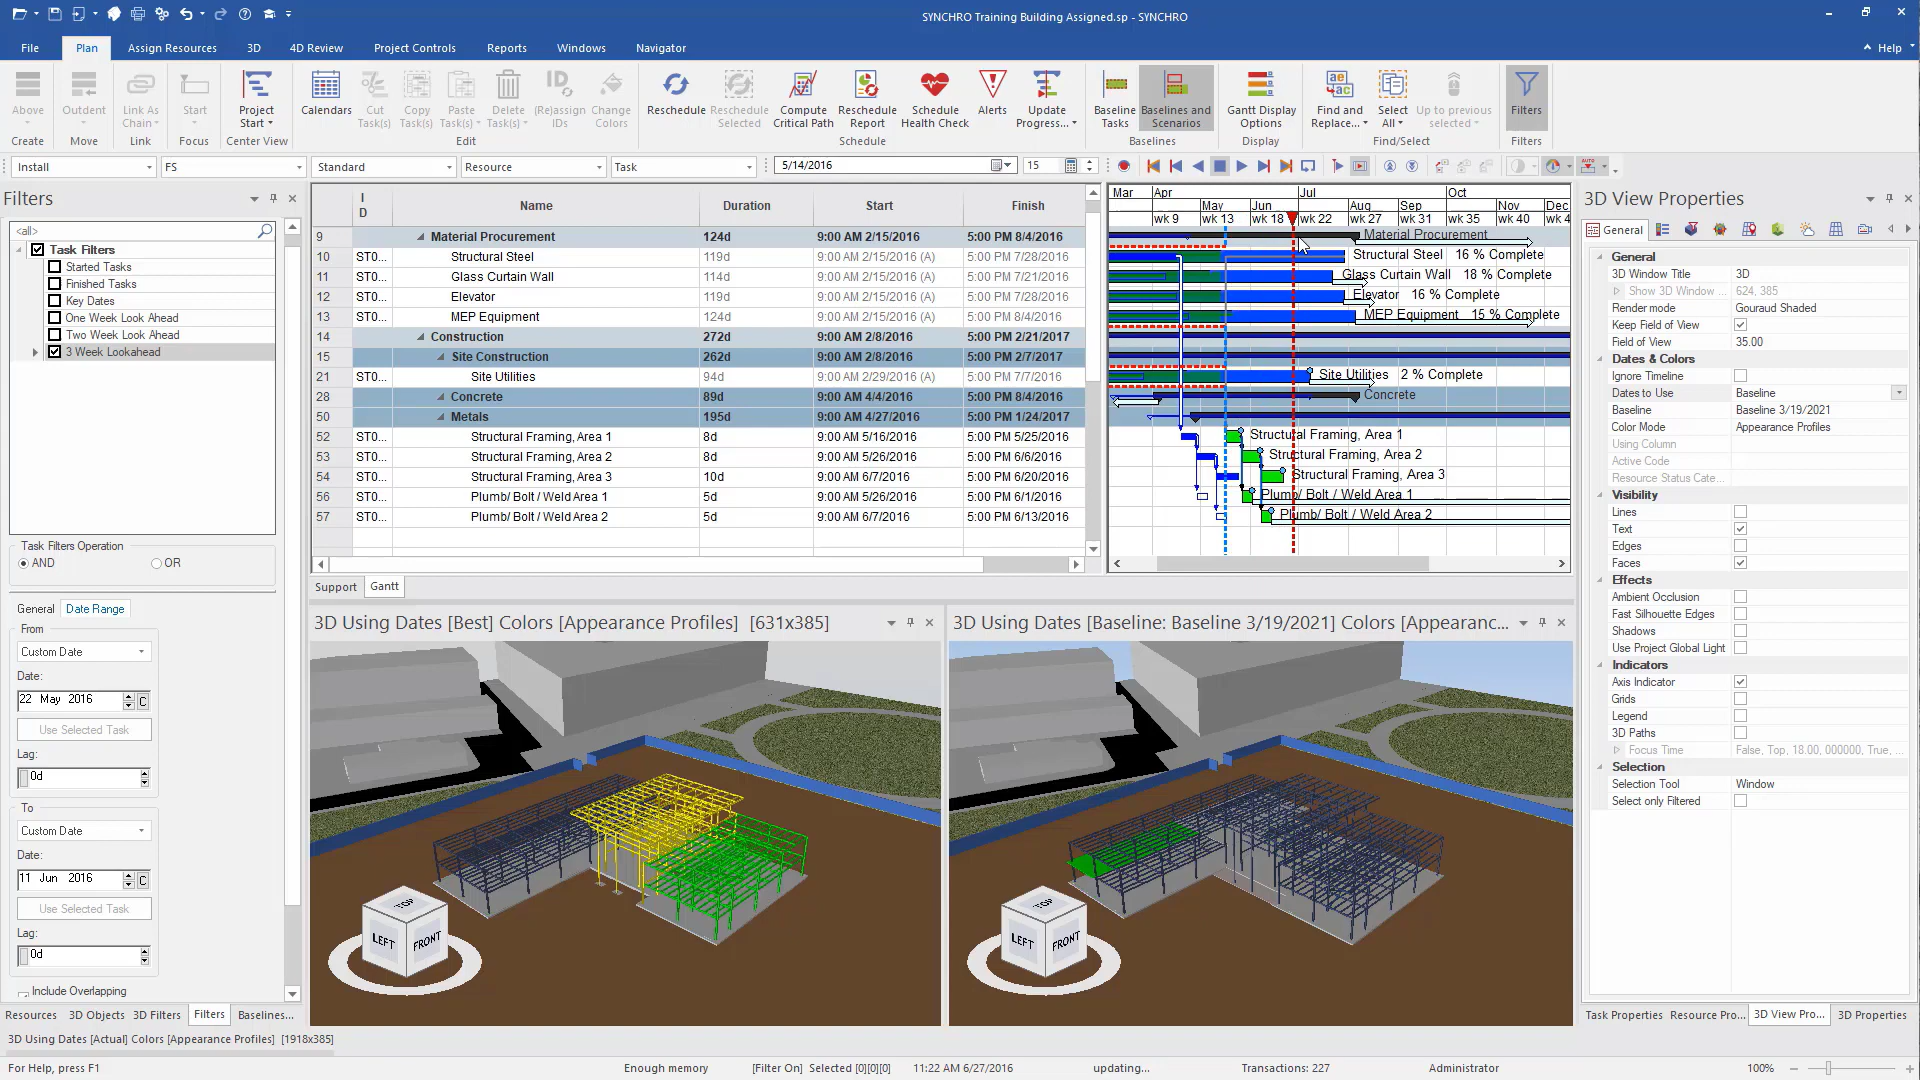 SYNCHRO Training Building Assigned.sp - SYNCHRO
File Plan Assign Resources 3D 4D Review Project Controls Reports Windows Navigator Help
Above Outdent Link As Chain Start Project Start Calendars Cut Task(s) Copy Task(s) Paste Task(s) Delete Task(s) (Re)assign IDs Change Colors Reschedule Reschedule Selected Compute Critical Path Reschedule Report Schedule Health Check Alerts Update Progress... Baseline Tasks Baselines and Scenarios Gantt Display Options Find and Replace... Select All Up to previous selected Filters
Create Move Link Focus Center View Edit Schedule Baselines Display Find/Select Filters
Install FS Standard Resource Task 5/14/2016 15
Filters
<all>
Task Filters
Started Tasks
Finished Tasks
Key Dates
One Week Look Ahead
Two Week Look Ahead
3 Week Lookahead
Task Filters Operation
AND OR
General Date Range
From
Custom Date
Date:
22 May 2016 C
Use Selected Task
Lag:
0d
To
Custom Date
Date:
11 Jun 2016 C
Use Selected Task
Lag:
0d
Include Overlapping
Resources 3D Objects 3D Filters Filters Baselines...
ID Name Duration Start Finish
9 Material Procurement 124d 9:00 AM 2/15/2016 5:00 PM 8/4/2016
10 ST0... Structural Steel 119d 9:00 AM 2/15/2016 (A) 5:00 PM 7/28/2016
11 ST0... Glass Curtain Wall 114d 9:00 AM 2/15/2016 (A) 5:00 PM 7/21/2016
12 ST0... Elevator 119d 9:00 AM 2/15/2016 (A) 5:00 PM 7/28/2016
13 ST0... MEP Equipment 124d 9:00 AM 2/15/2016 (A) 5:00 PM 8/4/2016
14 Construction 272d 9:00 AM 2/8/2016 5:00 PM 2/21/2017
15 Site Construction 262d 9:00 AM 2/8/2016 5:00 PM 2/7/2017
21 ST0... Site Utilities 94d 9:00 AM 2/29/2016 (A) 5:00 PM 7/7/2016
28 Concrete 89d 9:00 AM 4/4/2016 5:00 PM 8/4/2016
50 Metals 195d 9:00 AM 4/27/2016 5:00 PM 1/24/2017
52 ST0... Structural Framing, Area 1 8d 9:00 AM 5/16/2016 5:00 PM 5/25/2016
53 ST0... Structural Framing, Area 2 8d 9:00 AM 5/26/2016 5:00 PM 6/6/2016
54 ST0... Structural Framing, Area 3 10d 9:00 AM 6/7/2016 5:00 PM 6/20/2016
56 ST0... Plumb/ Bolt / Weld Area 1 5d 9:00 AM 5/26/2016 5:00 PM 6/1/2016
57 ST0... Plumb/ Bolt / Weld Area 2 5d 9:00 AM 6/7/2016 5:00 PM 6/13/2016
Support Gantt
Mar Apr Jul Oct
May Jun Aug Sep Nov Dec
wk 9 wk 13 wk 18 wk 22 wk 27 wk 31 wk 35 wk 40 wk 4
Material Procurement
Structural Steel 16 % Complete
Glass Curtain Wall 18 % Complete
Elevator 16 % Complete
MEP Equipment 15 % Complete
Site Utilities 2 % Complete
Concrete
Structural Framing, Area 1
Structural Framing, Area 2
Structural Framing, Area 3
Plumb/ Bolt / Weld Area 1
Plumb/ Bolt / Weld Area 2
3D Using Dates [Best] Colors [Appearance Profiles] [631x385]
TOP
LEFT FRONT
3D Using Dates [Baseline: Baseline 3/19/2021] Colors [Appearanc...
TOP
LEFT FRONT
3D View Properties
General
General
3D Window Title 3D
Show 3D Window ... 624, 385
Render mode Gouraud Shaded
Keep Field of View
Field of View 35.00
Dates & Colors
Ignore Timeline
Dates to Use Baseline
Baseline Baseline 3/19/2021
Color Mode Appearance Profiles
Using Column
Active Code
Resource Status Cate...
Visibility
Lines
Text
Edges
Faces
Effects
Ambient Occlusion
Fast Silhouette Edges
Shadows
Use Project Global Light
Indicators
Axis Indicator
Grids
Legend
3D Paths
Focus Time False, Top, 18.00, 000000, True, ...
Selection
Selection Tool Window
Select only Filtered
Task Properties Resource Pro... 3D View Pro... 3D Properties
3D Using Dates [Actual] Colors [Appearance Profiles] [1918x385]
For Help, press F1 Enough memory [Filter On] Selected [0][0][0] 11:22 AM 6/27/2016 updating... Transactions: 227 Administrator 100%